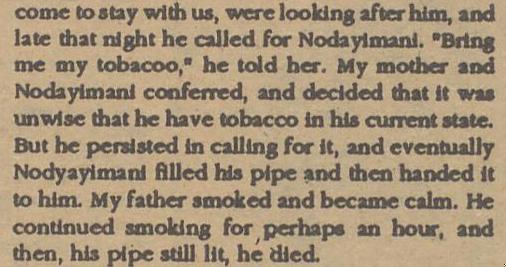 come to stay with us, were looking after him, and
late that night he called for Nodayimani. "Bring
me my tobacoo," he told her. My mother and
Nodayimani conferred, and decided that it was
unwise that he have tobacco in his current state.
But he persisted in calling for it, and eventually
Nodyayimani filled his pipe and then handed it
to him. My father smoked and became calm. He
continued smoking for perhaps an hour, and
then, his pipe still lit, he died.